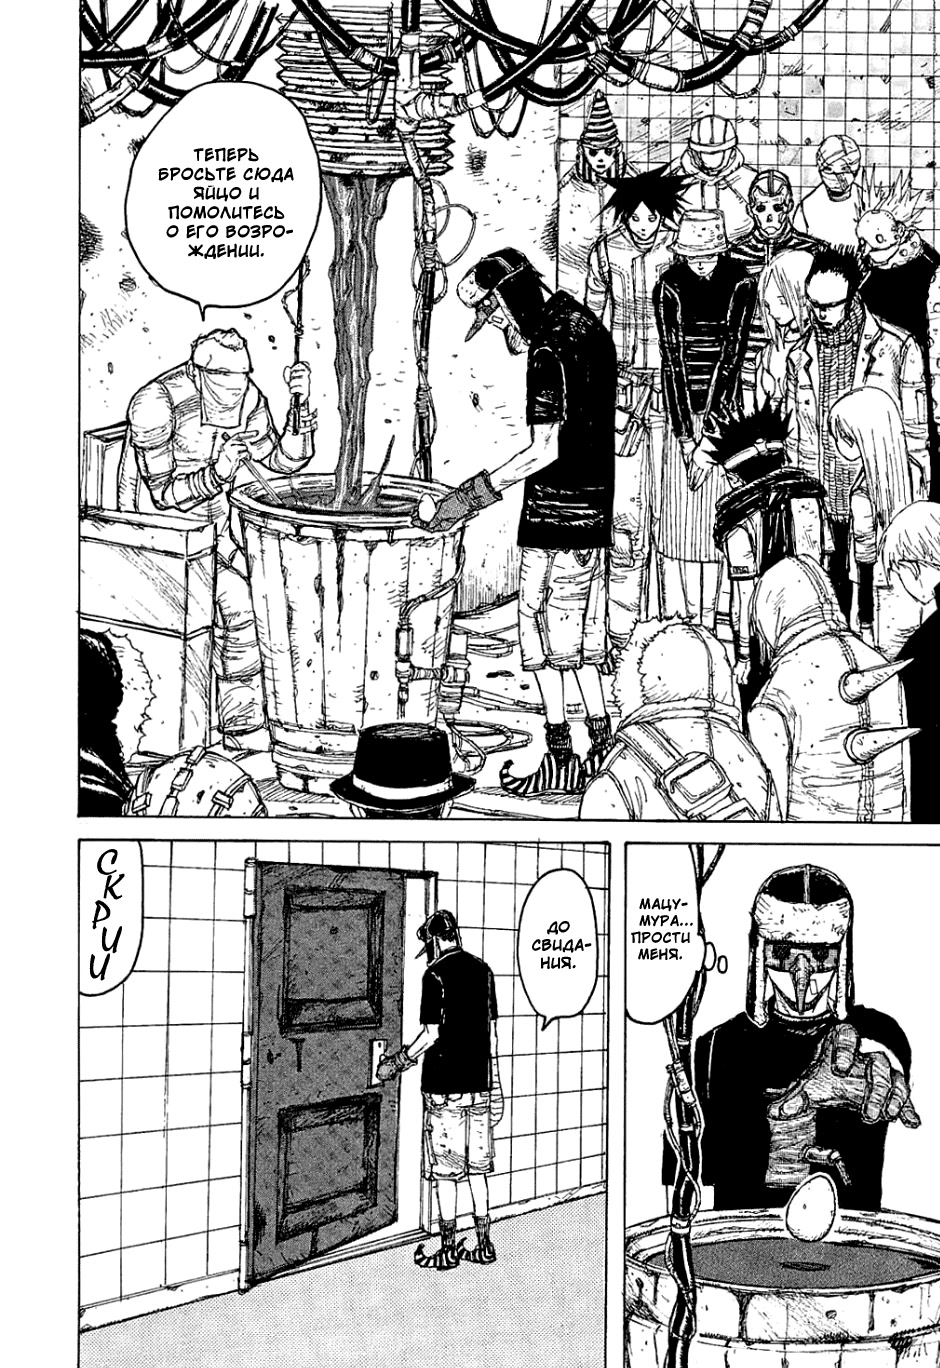 ТЕПЕРЬ
БРОСЬТЕ СЮДА
ЯЙЦО И
ПОМОЛИТЕСЬ
О ЕГО ВОЗРО-
ЖДЕНИИ.
МАЦУ-
МУРА...
ПРОСТИ
МЕНЯ.
ДО
СВИДА-
НИЯ.
СКРИИ